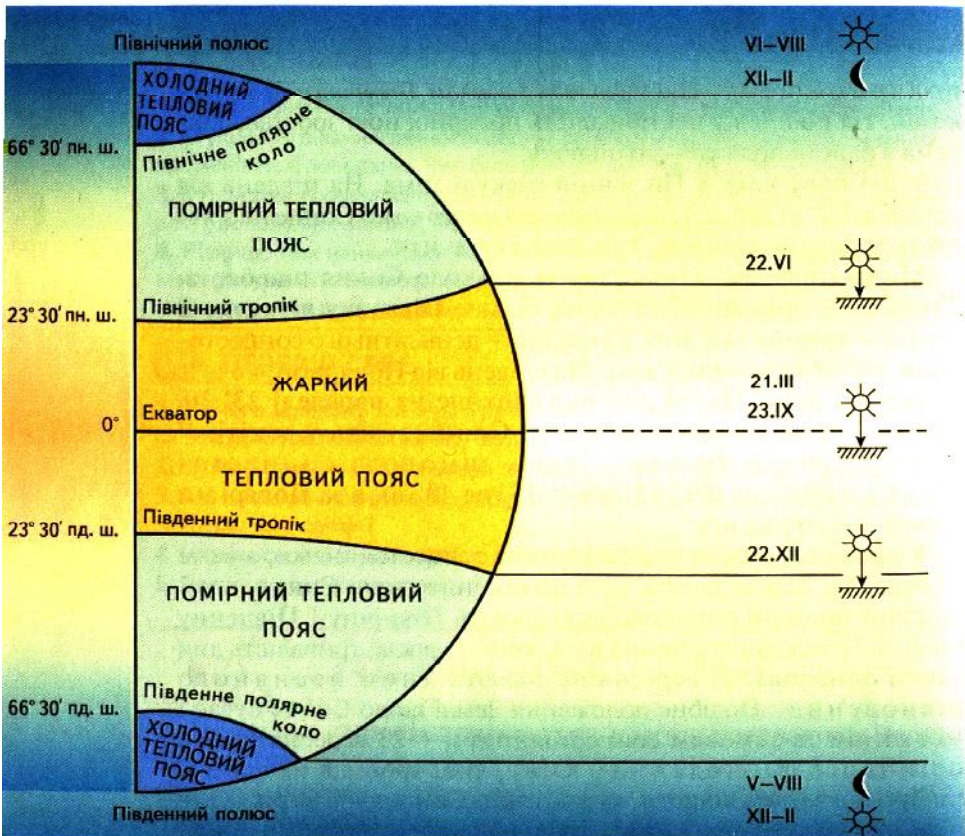 Північний полюс
VI–VIII
XII–II
ХОЛОДНИЙ
ТЕПЛОВИЙ
ПОЯС
66° 30′ пн. ш.
Північне полярне
коло
ПОМІРНИЙ ТЕПЛОВИЙ
ПОЯС
22.VI
Північний тропік
23° 30′ пн. ш.
ЖАРКИЙ
21.III
23.IX
Екватор
0°
ТЕПЛОВИЙ ПОЯС
Південний тропік
23° 30′ пд. ш.
22.XII
ПОМІРНИЙ ТЕПЛОВИЙ
ПОЯС
Південне полярне
коло
66° 30′ пд. ш.
ХОЛОДНИЙ
ТЕПЛОВИЙ
ПОЯС
V–VIII
XII–II
Південний полюс